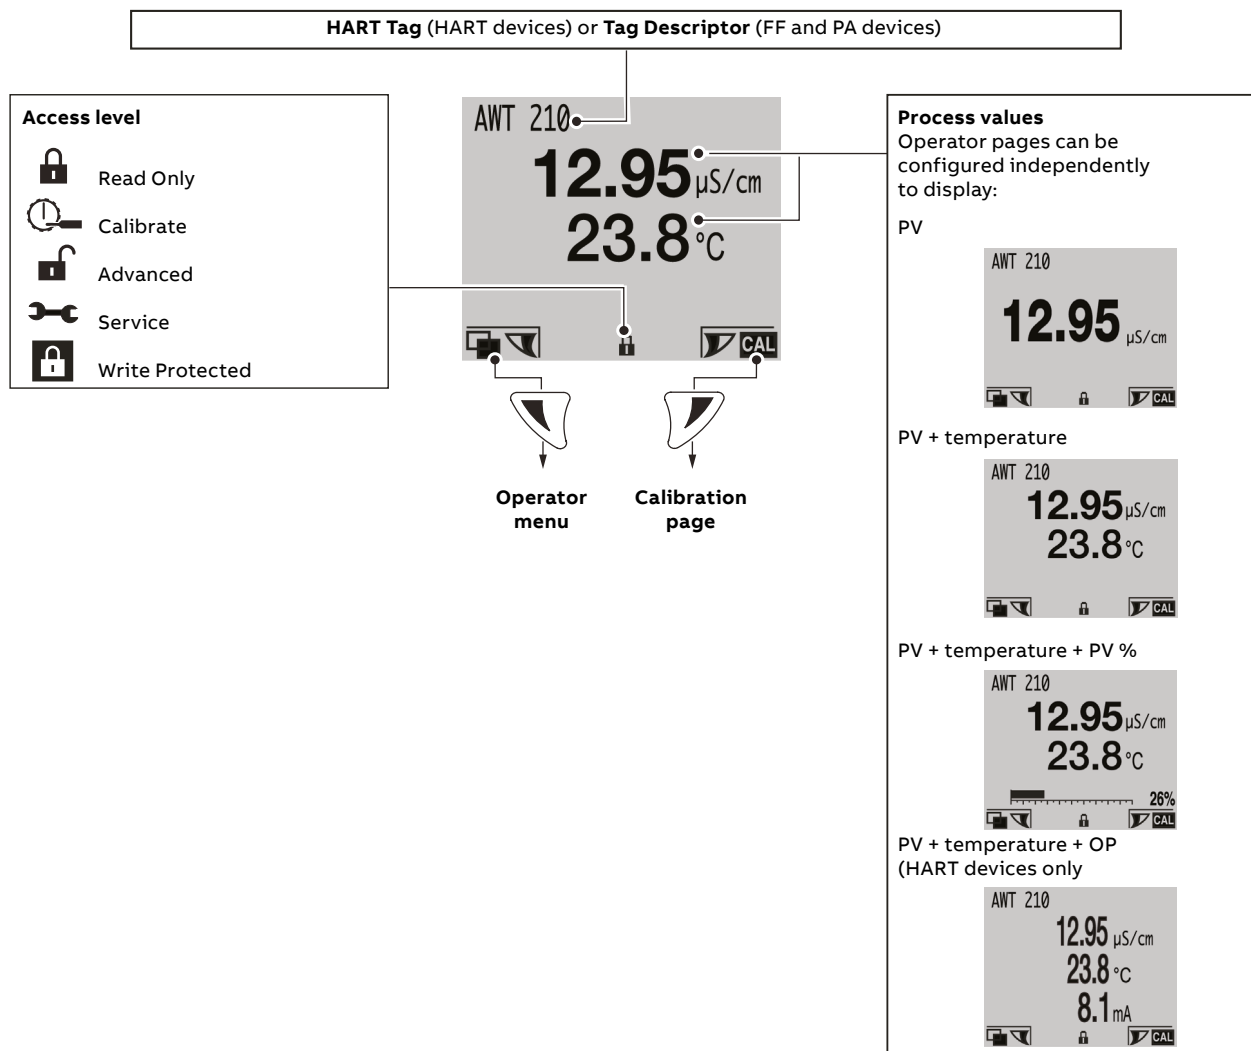 HART Tag (HART devices) or Tag Descriptor (FF and PA devices)
Access level
Read Only
Calibrate
Advanced
Service
Write Protected
AWT 210
12.95 µS/cm
23.8 °C
CAL
Operator
menu
Calibration
page
Process values
Operator pages can be
configured independently
to display:
PV
AWT 210
12.95 µS/cm
CAL
PV + temperature
AWT 210
12.95 µS/cm
23.8 °C
CAL
PV + temperature + PV %
AWT 210
12.95 µS/cm
23.8 °C
26%
CAL
PV + temperature + OP
(HART devices only
AWT 210
12.95 µS/cm
23.8 °C
8.1 mA
CAL